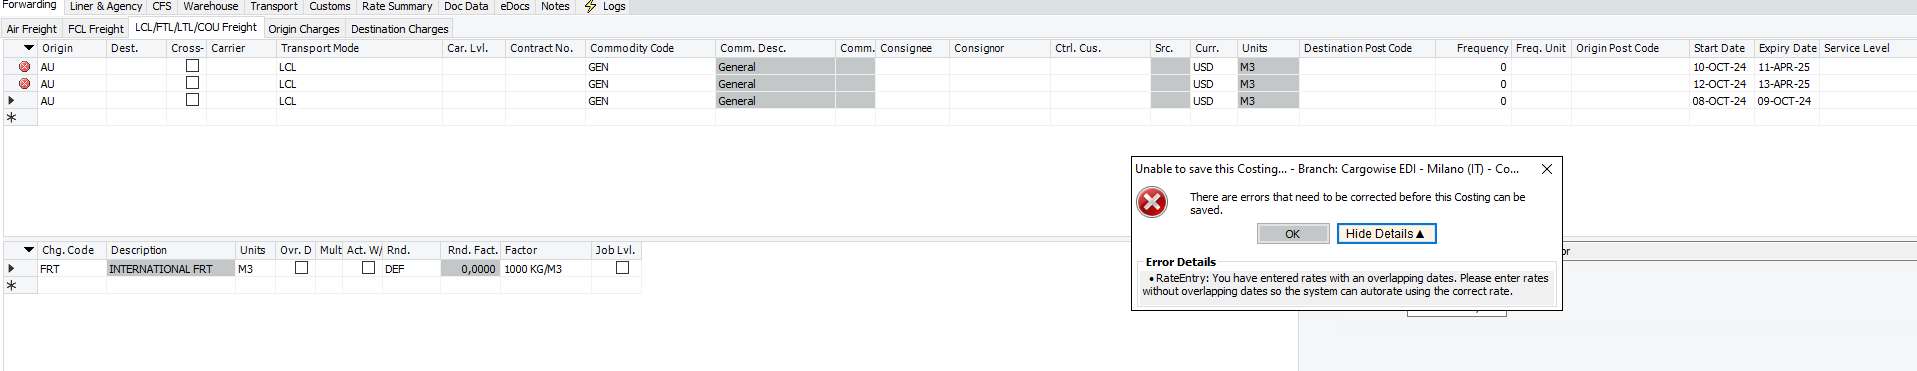 Forwarding Liner & Agency CFS Warehouse Transport Customs Rate Summary Doc Data eDocs Notes Logs
Air Freight FCL Freight LCL/FTL/LTL/COU Freight Origin Charges Destination Charges
Origin Dest. Cross- Carrier Transport Mode Car. Lvl. Contract No. Commodity Code Comm. Desc. Comm. Consignee Consignor Ctrl. Cus. Src. Curr. Units Destination Post Code Frequency Freq. Unit Origin Post Code Start Date Expiry Date Service Level
AU LCL GEN General USD M3 0 10-OCT-24 11-APR-25
AU LCL GEN General USD M3 0 12-OCT-24 13-APR-25
AU LCL GEN General USD M3 0 08-OCT-24 09-OCT-24
Unable to save this Costing... - Branch: Cargowise EDI - Milano (IT) - Co...
There are errors that need to be corrected before this Costing can be
saved.
OK Hide Details▲
Error Details
• RateEntry: You have entered rates with an overlapping dates. Please enter rates
without overlapping dates so the system can autorate using the correct rate.
Chg. Code Description Units Ovr. D Mult Act. W/ Rnd. Rnd. Fact. Factor Job Lvl.
FRT INTERNATIONAL FRT M3 DEF 0,0000 1000 KG/M3